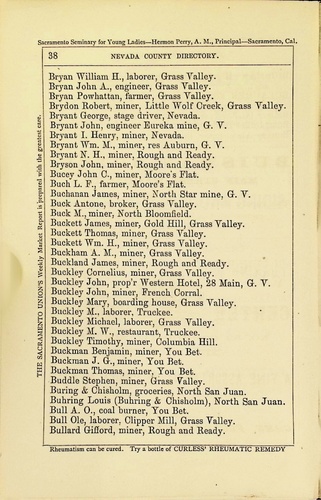 Sacramento Seminary for Young Ladies—Hermon Perry, A. M., Principal—Sacramento, Cal.
38 NEVADA COUNTY DIRECTORY.
Bryan William H., laborer, Grass Valley.
Bryan John A., engineer, Grass Valley.
Bryan Powhattan, farmer, Grass Valley.
Brydon Robert, miner, Little Wolf Creek, Grass Valley.
Bryant George, stage driver, Nevada.
Bryant John, engineer Eureka mine, G. V.
Bryant I. Henry, miner, Nevada.
Bryant Wm. M., miner, res Auburn, G. V.
Bryant N. H., miner, Rough and Ready.
Bryson John, miner, Rough and Ready.
Bucey John C., miner, Moore's Flat.
Buch L. F., farmer, Moore's Flat.
Buchanan James, miner, North Star mine, G. V.
Buck Antone, broker, Grass Valley.
Buck M., miner, North Bloomfield.
Buckett James, miner, Gold Hill, Grass Valley.
Buckett Thomas, miner, Grass Valley.
Buckett Wm. H., miner, Grass Valley.
Buckham A. M., miner, Grass Valley.
Buckland James, miner, Rough and Ready.
Buckley Cornelius, miner, Grass Valley.
Buckley John, prop'r Western Hotel, 28 Main, G. V.
Buckley John, miner, French Corral.
Buckley Mary, boarding house, Grass Valley.
Buckley M., laborer, Truckee.
Buckley Michael, laborer, Grass Valley.
Buckley M. W., restaurant, Truckee.
Buckley Timothy, miner, Columbia Hill.
Buckman Benjamin, miner, You Bet.
Buckman J. G., miner, You Bet.
Buckman Thomas, miner, You Bet.
Buddle Stephen, miner, Grass Valley.
Buring & Chisholm, groceries, North San Juan.
Buhring Louis (Buhring & Chisholm), North San Juan.
Bull A. O., coal burner, You Bet.
Bull Ole, laborer, Clipper Mill, Grass Valley.
Bullard Gifford, miner, Rough and Ready.
Rheumatism can be cured. Try a bottle of CURLESS' RHEUMATIC REMEDY
THE SACRAMENTO UNION'S Weekly Market Report is prepared with the greatest care.